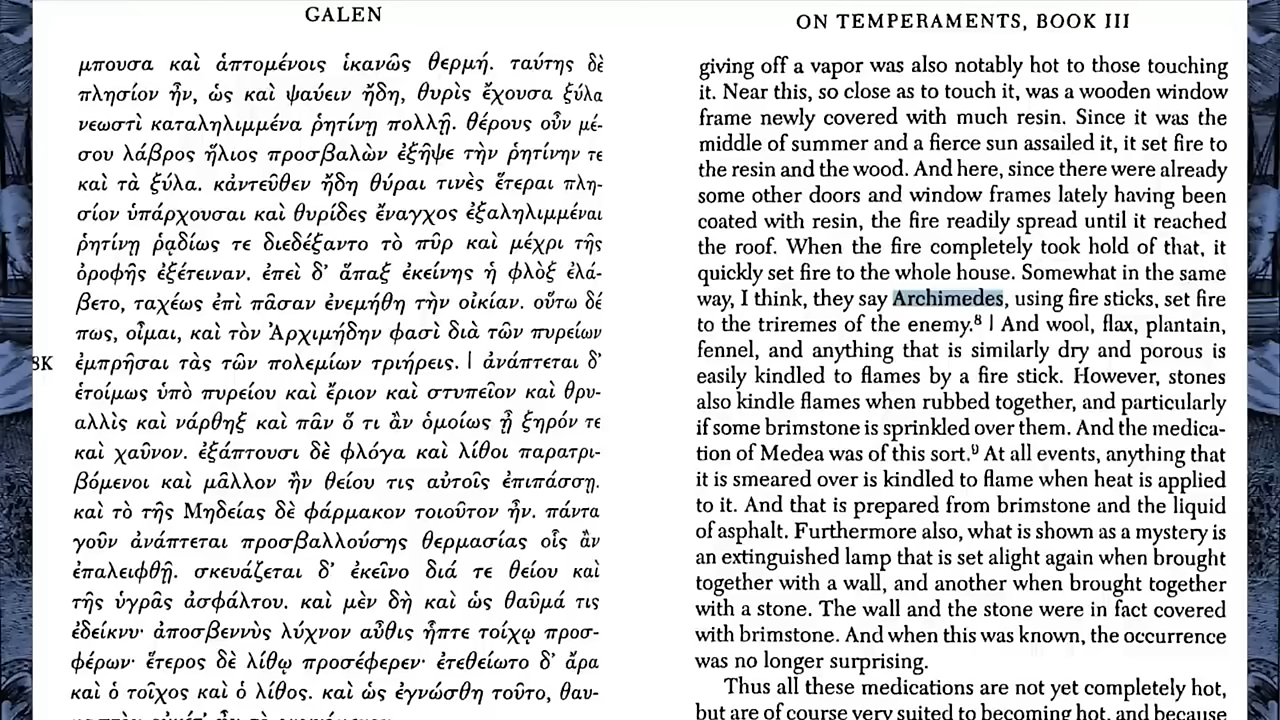 GALEN
μπουσα καὶ ἁπτομένοις ἱκανῶς θερμή. ταύτης δὲ
πλησίον ἦν, ὡς καὶ ψαύειν ἤδη, θυρὶς ἔχουσα ξύλα
νεωστὶ καταληλιμμένα ῥητίνῃ πολλῇ. θέρους οὖν μέ-
σου λάβρος ἥλιος προσβαλὼν ἐξῆψε τὴν ῥητίνην τε
καὶ τὰ ξύλα. κἀντεῦθεν ἤδη θύραι τινὲς ἕτεραι πλη-
σίον ὑπάρχουσαι καὶ θυρίδες ἔναγχος ἐξαληλιμμέναι
ῥητίνῃ ῥᾳδίως τε διεδέξαντο τὸ πῦρ καὶ μέχρι τῆς
ὀροφῆς ἐξέτειναν. ἐπεὶ δ’ ἅπαξ ἐκείνης ἡ φλὸξ ἐλά-
βετο, ταχέως ἐπὶ πᾶσαν ἐνεμήθη τὴν οἰκίαν. οὕτω δέ
πως, οἶμαι, καὶ τὸν Ἀρχιμήδην φασὶ διὰ τῶν πυρείων
8K ἐμπρῆσαι τὰς τῶν πολεμίων τριήρεις. | ἀνάπτεται δ’
ἑτοίμως ὑπὸ πυρείου καὶ ἔριον καὶ στυπεῖον καὶ θρυ-
αλλὶς καὶ νάρθηξ καὶ πᾶν ὅ τι ἂν ὁμοίως ᾖ ξηρόν τε
καὶ χαῦνον. ἐξάπτουσι δὲ φλόγα καὶ λίθοι παρατρι-
βόμενοι καὶ μᾶλλον ἢν θείου τις αὐτοῖς ἐπιπάσσῃ.
καὶ τὸ τῆς Μηδείας δὲ φάρμακον τοιοῦτον ἦν. πάντα
γοῦν ἀνάπτεται προσβαλλούσης θερμασίας οἷς ἂν
ἐπαλειφθῇ. σκευάζεται δ’ ἐκεῖνο διά τε θείου καὶ
τῆς ὑγρᾶς ἀσφάλτου. καὶ μὲν δὴ καὶ ὡς θαῦμά τις
ἐδείκνυ· ἀποσβεννὺς λύχνον αὖθις ἧπτε τοίχῳ προσ-
φέρων· ἕτερος δὲ λίθῳ προσέφερεν· ἐτεθείωτο δ’ ἄρα
καὶ ὁ τοῖχος καὶ ὁ λίθος. καὶ ὡς ἐγνώσθη τοῦτο, θαυ-
ON TEMPERAMENTS, BOOK III
giving off a vapor was also notably hot to those touching
it. Near this, so close as to touch it, was a wooden window
frame newly covered with much resin. Since it was the
middle of summer and a fierce sun assailed it, it set fire to
the resin and the wood. And here, since there were already
some other doors and window frames lately having been
coated with resin, the fire readily spread until it reached
the roof. When the fire completely took hold of that, it
quickly set fire to the whole house. Somewhat in the same
way, I think, they say Archimedes, using fire sticks, set fire
to the triremes of the enemy.⁸ | And wool, flax, plantain,
fennel, and anything that is similarly dry and porous is
easily kindled to flames by a fire stick. However, stones
also kindle flames when rubbed together, and particularly
if some brimstone is sprinkled over them. And the medica-
tion of Medea was of this sort.⁹ At all events, anything that
it is smeared over is kindled to flame when heat is applied
to it. And that is prepared from brimstone and the liquid
of asphalt. Furthermore also, what is shown as a mystery is
an extinguished lamp that is set alight again when brought
together with a wall, and another when brought together
with a stone. The wall and the stone were in fact covered
with brimstone. And when this was known, the occurrence
was no longer surprising.
Thus all these medications are not yet completely hot,
but are of course very suited to becoming hot, and because